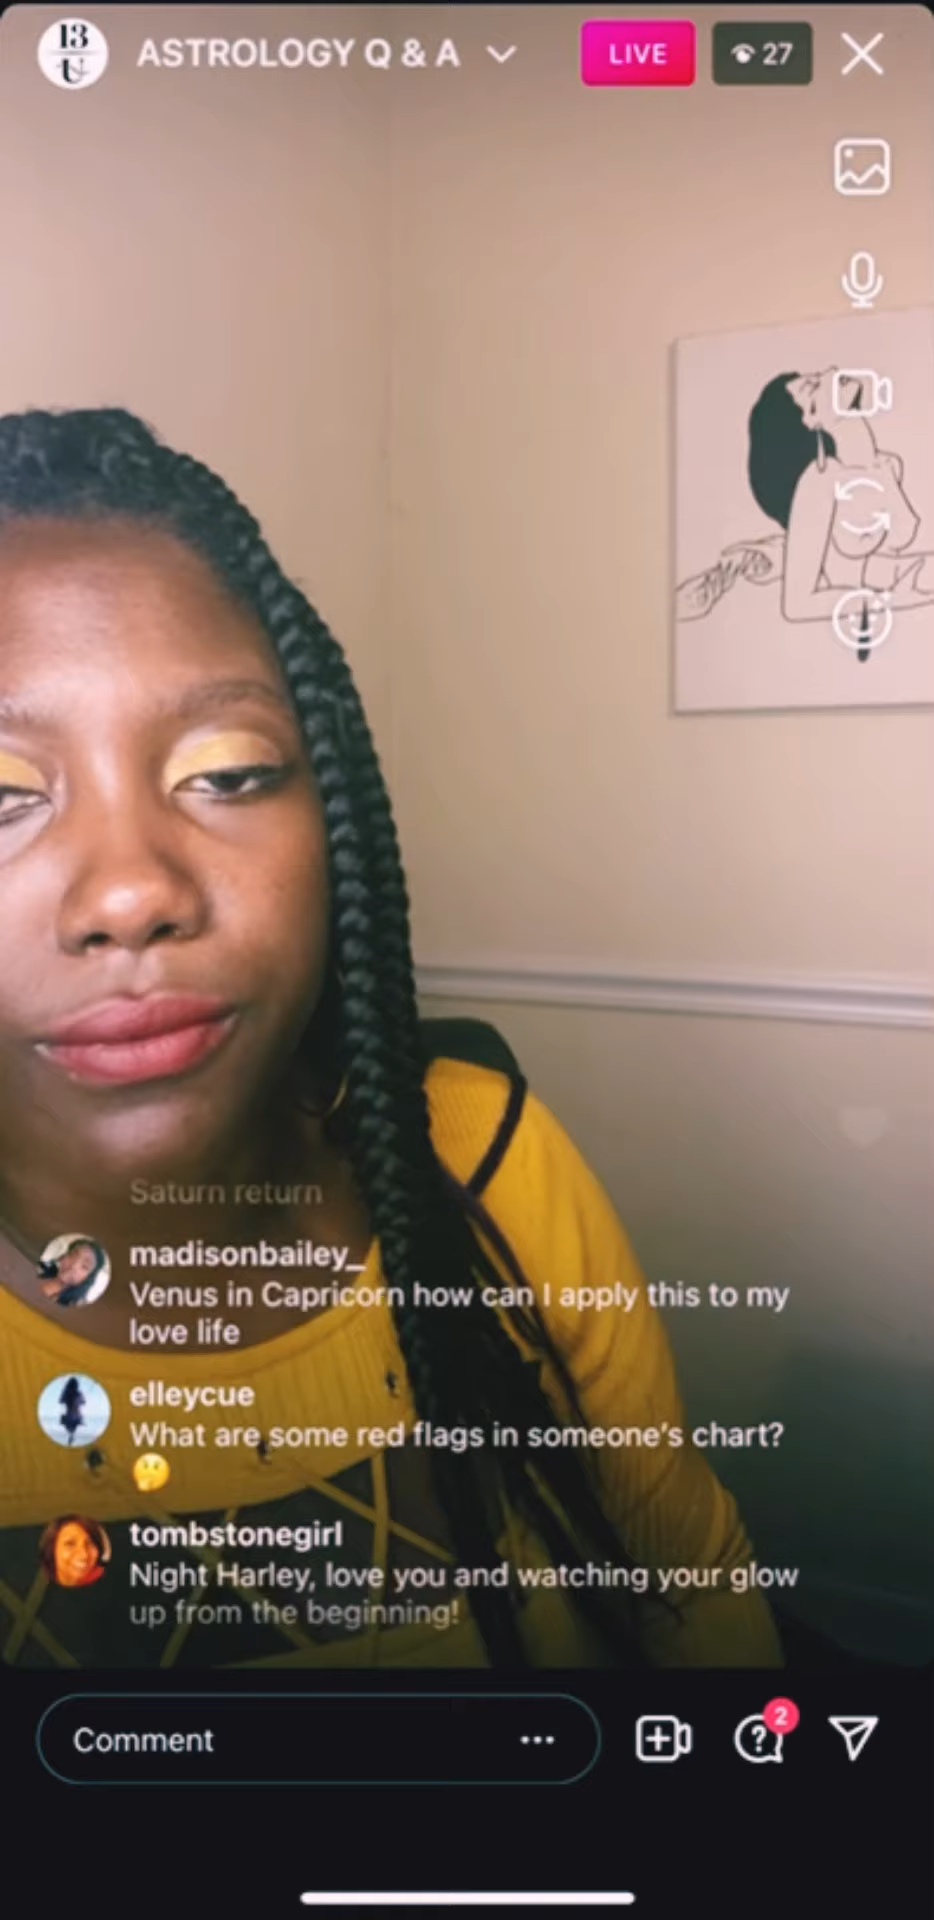 13
U
ASTROLOGY Q & A
LIVE
27
Saturn return
madisonbailey_
Venus in Capricorn how can I apply this to my
love life
elleycue
What are some red flags in someone's chart?
🤔
tombstonegirl
Night Harley, love you and watching your glow
up from the beginning!
Comment
2